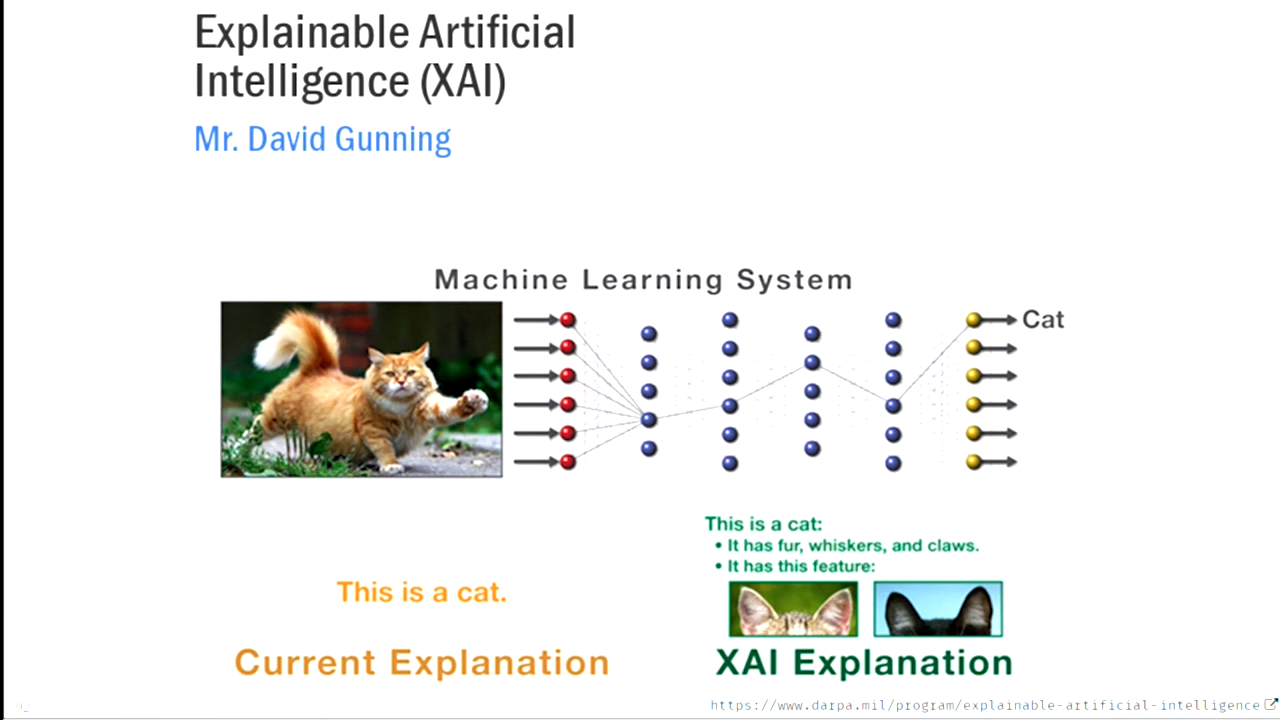 Explainable Artificial
Intelligence (XAI)
Mr. David Gunning
Machine Learning System
Cat
This is a cat:
• It has fur, whiskers, and claws.
• It has this feature:
This is a cat.
Current Explanation
XAI Explanation
https://www.darpa.mil/program/explainable-artificial-intelligence